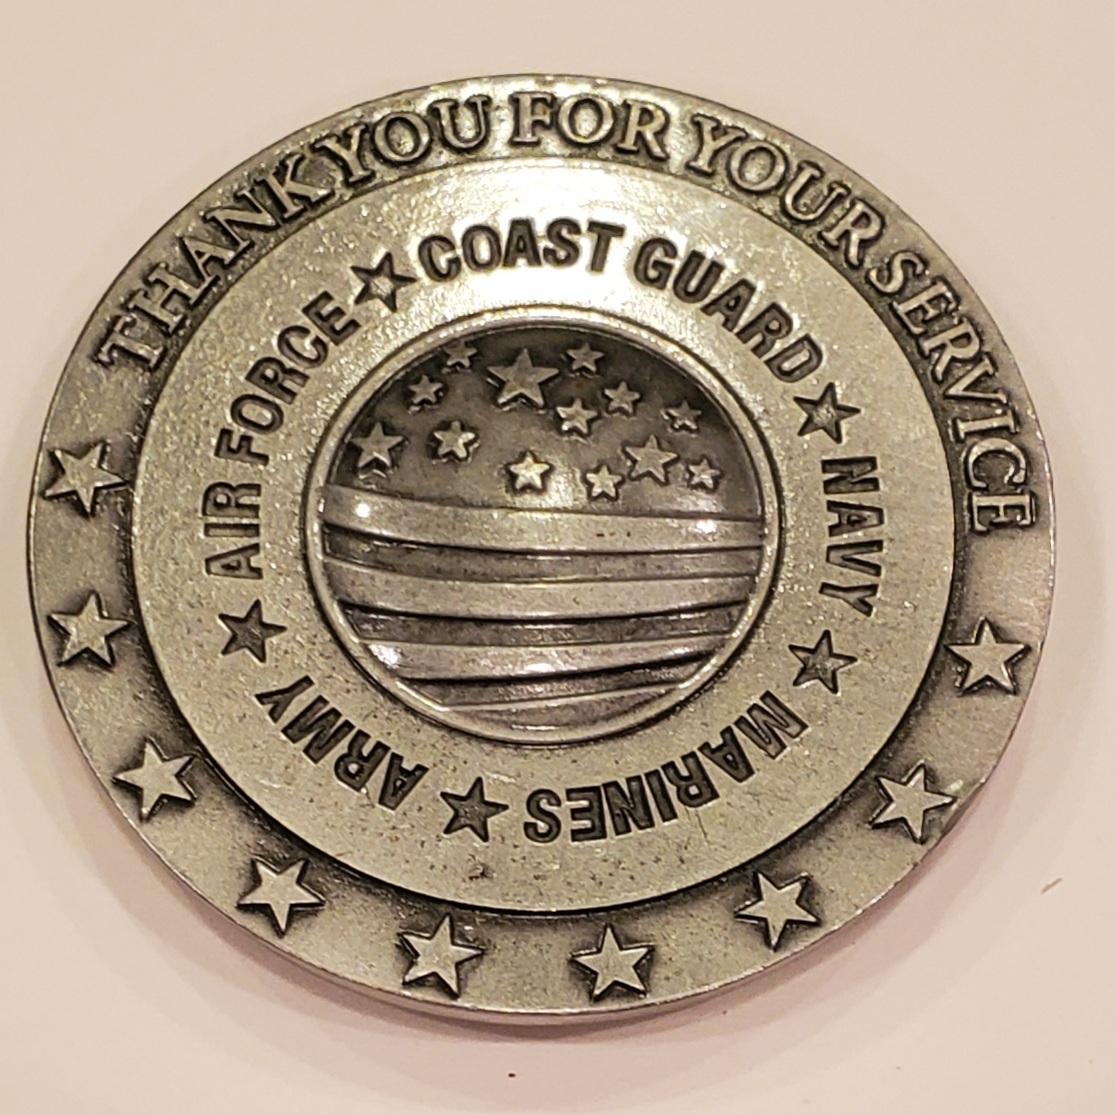 THANK YOU FOR YOUR SERVICE
COAST GUARD
NAVY
MARINES
ARMY
AIR FORCE